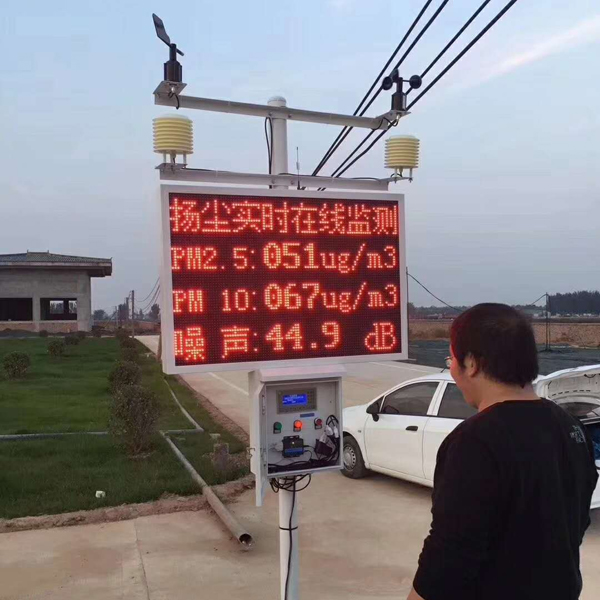 扬尘实时在线监测
PM2.5:051ug/m3
PM 10:067ug/m3
噪 声:44.9 dB